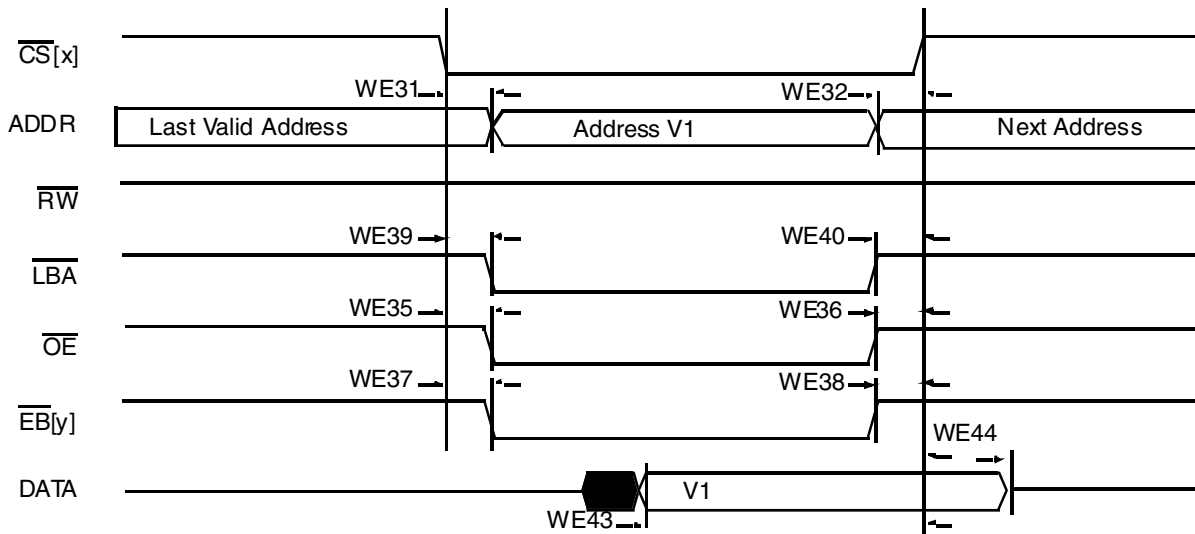 CS[x]
WE31
WE32
ADDR
Last Valid Address
Address V1
Next Address
RW
WE39
WE40
LBA
WE35
WE36
OE
WE37
WE38
EB[y]
WE44
DATA
V1
WE43